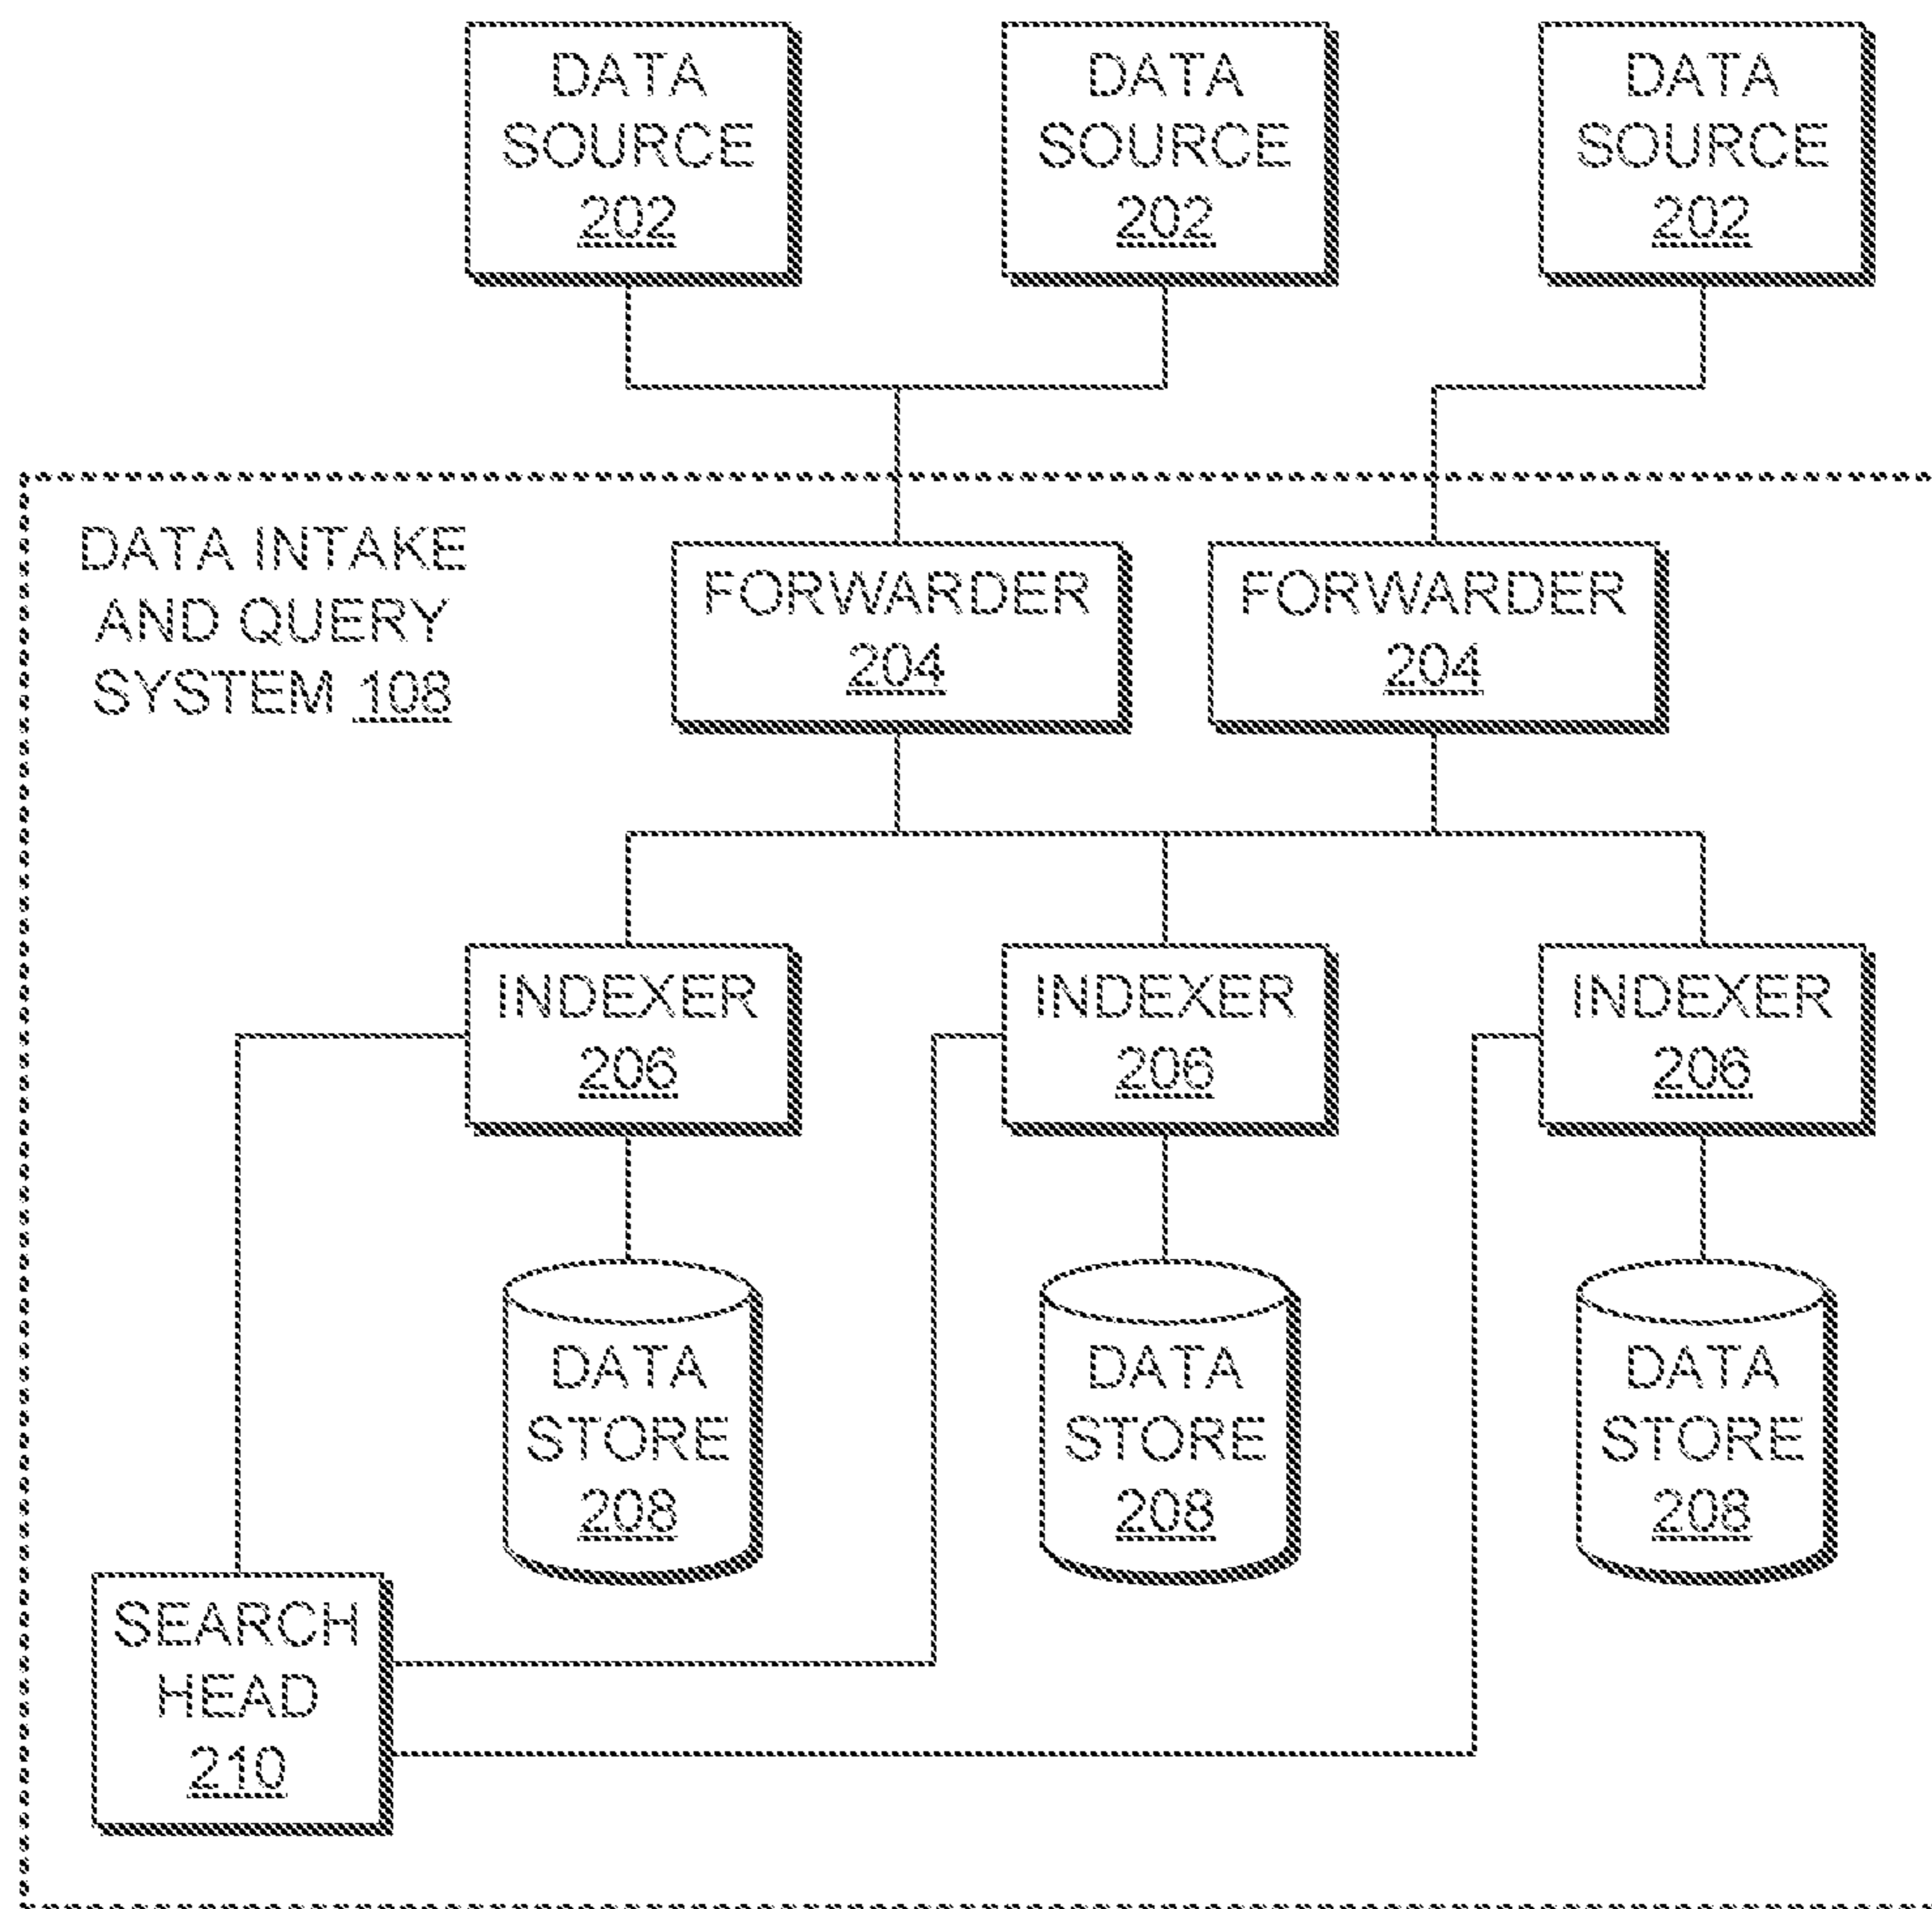 DATA
SOURCE
202
DATA
SOURCE
202
DATA
SOURCE
202
DATA INTAKE
AND QUERY
SYSTEM 108
FORWARDER
204
FORWARDER
204
INDEXER
206
INDEXER
206
INDEXER
206
DATA
STORE
208
DATA
STORE
208
DATA
STORE
208
SEARCH
HEAD
210